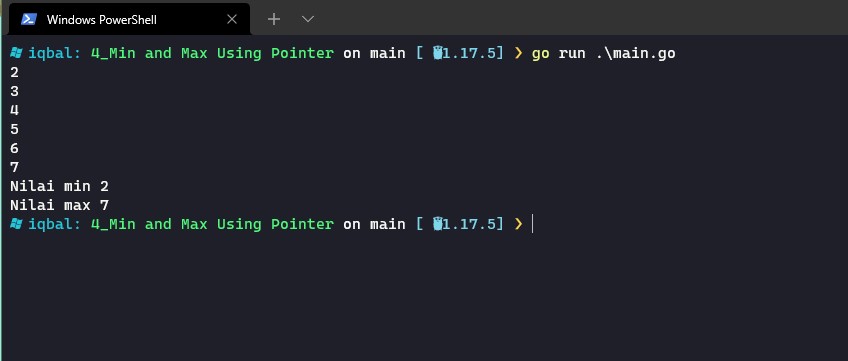 Windows PowerShell
iqbal: 4_Min and Max Using Pointer on main [ 1.17.5] ❯ go run .\main.go
2
3
4
5
6
7
Nilai min 2
Nilai max 7
iqbal: 4_Min and Max Using Pointer on main [ 1.17.5] ❯